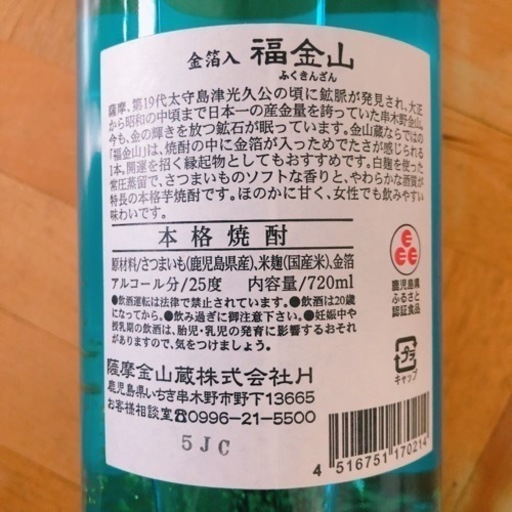 金箔入 福金山
ふくきんざん
薩摩、第19代太守島津光久公の頃に鉱脈が発見され、大正
から昭和の中頃まで日本一の産金量を誇っていた串木野金山。
今も、金の輝きを放つ鉱石が眠っています。金山蔵ならではの
「福金山」は、焼酎の中に金箔が入っためでたさが感じられる
1本。開運を招く縁起物としてもおすすめです。白麹を使った
常圧蒸留で、さつまいものソフトな香りと、やわらかな酒質が
特長の本格芋焼酎です。ほのかに甘く、女性でも飲みやすい
味わいです。
本格焼酎
原材料/さつまいも(鹿児島県産)、米麹(国産米)、金箔
アルコール分/25度 内容量/720ml
●飲酒運転は法律で禁止されています。●飲酒は20歳
になってから。●飲み過ぎに御注意下さい。●妊娠中や
授乳期の飲酒は、胎児・乳児の発育に影響するおそれ
がありますので、気をつけましょう。
鹿児島県
ふるさと
認証食品
プラ
キャップ
薩摩金山蔵株式会社H
鹿児島県いちき串木野市野下13665
お客様相談室☎0996-21-5500
5JC
4 516751 170214